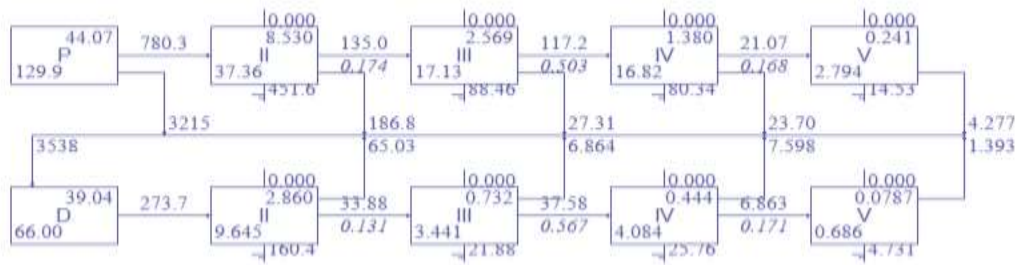 0.000 0.000 0.000 0.000
44.07 8.530 2.569 1.380 0.241
P 780.3 II 135.0 III 117.2 IV 21.07 V
129.9 37.36 0.174 17.13 0.503 16.82 0.168 2.794
451.6 88.46 80.34 14.53
3215 186.8 27.31 23.70 4.277
3538 65.03 6.864 7.598 1.393
0.000 0.000 0.000 0.000
39.04 2.860 0.732 0.444 0.0787
D 273.7 II 33.88 III 37.58 IV 6.863 V
66.00 9.645 0.131 3.441 0.567 4.084 0.171 0.686
160.4 21.88 25.76 4.731